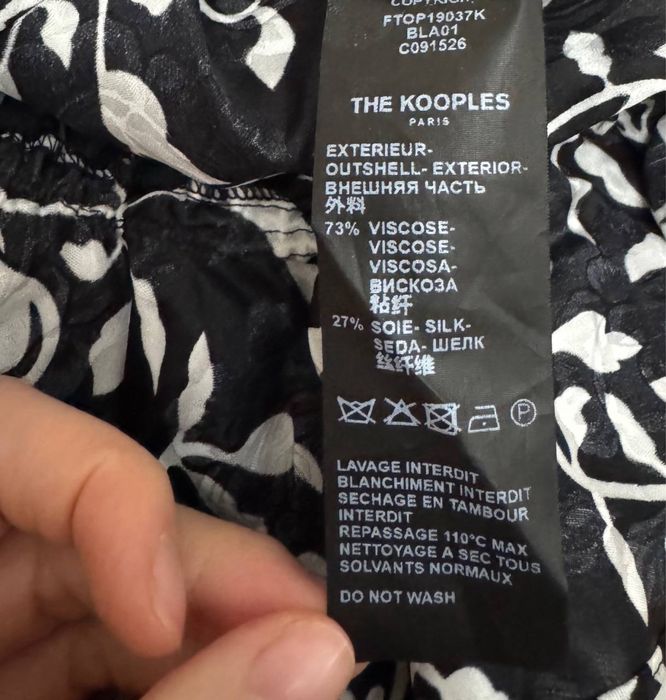 COPYRIGHT
FTOP19037K
BLA01
C091526
THE KOOPLES
PARIS
EXTERIEUR-
OUTSHELL- EXTERIOR-
ВНЕШНЯЯ ЧАСТЬ
外料
73% VISCOSE-
VISCOSE-
VISCOSA-
ВИСКОЗА
粘纤
27% SOIE- SILK-
SEDA- ШЕЛК
丝纤维
P
LAVAGE INTERDIT
BLANCHIMENT INTERDIT
SECHAGE EN TAMBOUR
INTERDIT
REPASSAGE 110°C MAX
NETTOYAGE A SEC TOUS
SOLVANTS NORMAUX
DO NOT WASH